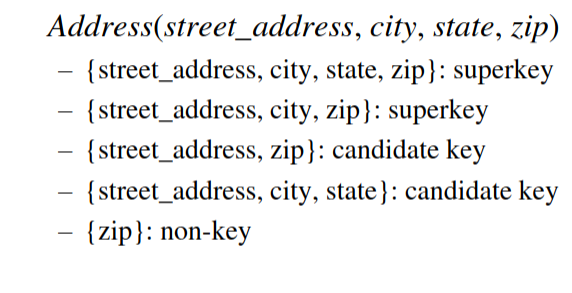 Address(street_address, city, state, zip)
– {street_address, city, state, zip}: superkey
– {street_address, city, zip}: superkey
– {street_address, zip}: candidate key
– {street_address, city, state}: candidate key
– {zip}: non-key